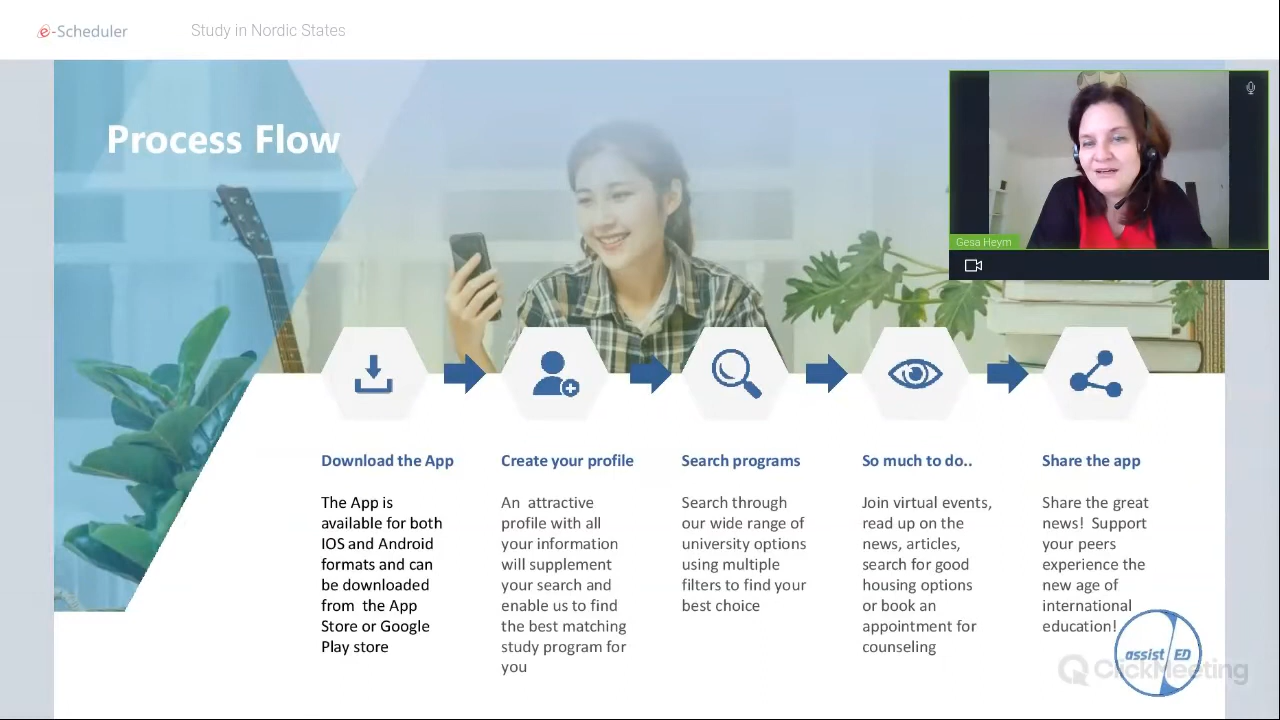 e-Scheduler
Study in Nordic States
Process Flow
Gesa Heym
Download the App
The App is
available for both
IOS and Android
formats and can
be downloaded
from the App
Store or Google
Play store
Create your profile
An attractive
profile with all
your information
will supplement
your search and
enable us to find
the best matching
study program for
you
Search programs
Search through
our wide range of
university options
using multiple
filters to find your
best choice
So much to do..
Join virtual events,
read up on the
news, articles,
search for good
housing options
or book an
appointment for
counseling
Share the app
Share the great
news! Support
your peers
experience the
new age of
international
education!
assist ED
ClickMeeting